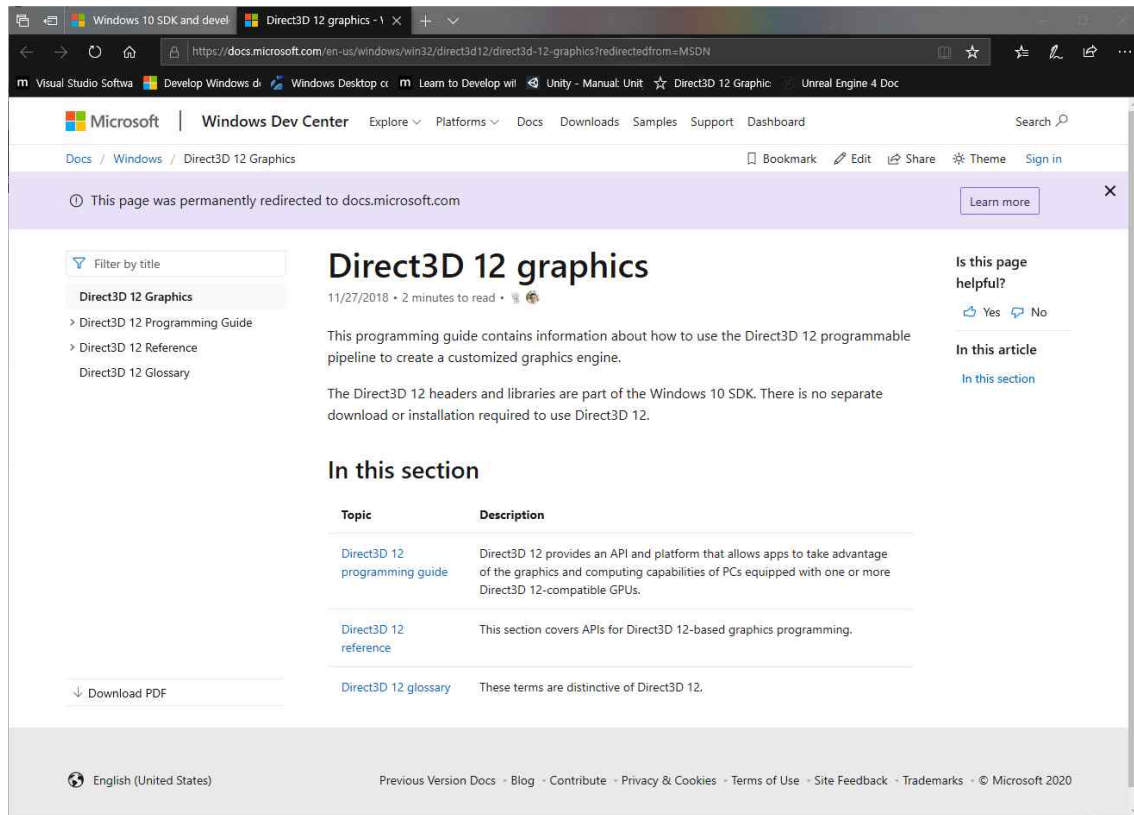 Windows 10 SDK and devel
Direct3D 12 graphics - \
https://docs.microsoft.com/en-us/windows/win32/direct3d12/direct3d-12-graphics?redirectedfrom=MSDN
m Visual Studio Softwa Develop Windows d Windows Desktop cc m Learn to Develop wit Unity - Manual: Unit Direct3D 12 Graphic Unreal Engine 4 Doc
Microsoft | Windows Dev Center Explore Platforms Docs Downloads Samples Support Dashboard Search
Docs / Windows / Direct3D 12 Graphics Bookmark Edit Share Theme Sign in
This page was permanently redirected to docs.microsoft.com Learn more
Filter by title
Direct3D 12 Graphics
Direct3D 12 Programming Guide
Direct3D 12 Reference
Direct3D 12 Glossary
Download PDF
Direct3D 12 graphics
11/27/2018 • 2 minutes to read •
This programming guide contains information about how to use the Direct3D 12 programmable
pipeline to create a customized graphics engine.
The Direct3D 12 headers and libraries are part of the Windows 10 SDK. There is no separate
download or installation required to use Direct3D 12.
In this section
Topic Description
Direct3D 12
programming guide
Direct3D 12 provides an API and platform that allows apps to take advantage
of the graphics and computing capabilities of PCs equipped with one or more
Direct3D 12-compatible GPUs.
Direct3D 12
reference
This section covers APIs for Direct3D 12-based graphics programming.
Direct3D 12 glossary These terms are distinctive of Direct3D 12.
Is this page
helpful?
Yes No
In this article
In this section
English (United States) Previous Version Docs • Blog • Contribute • Privacy & Cookies • Terms of Use • Site Feedback • Trademarks • © Microsoft 2020